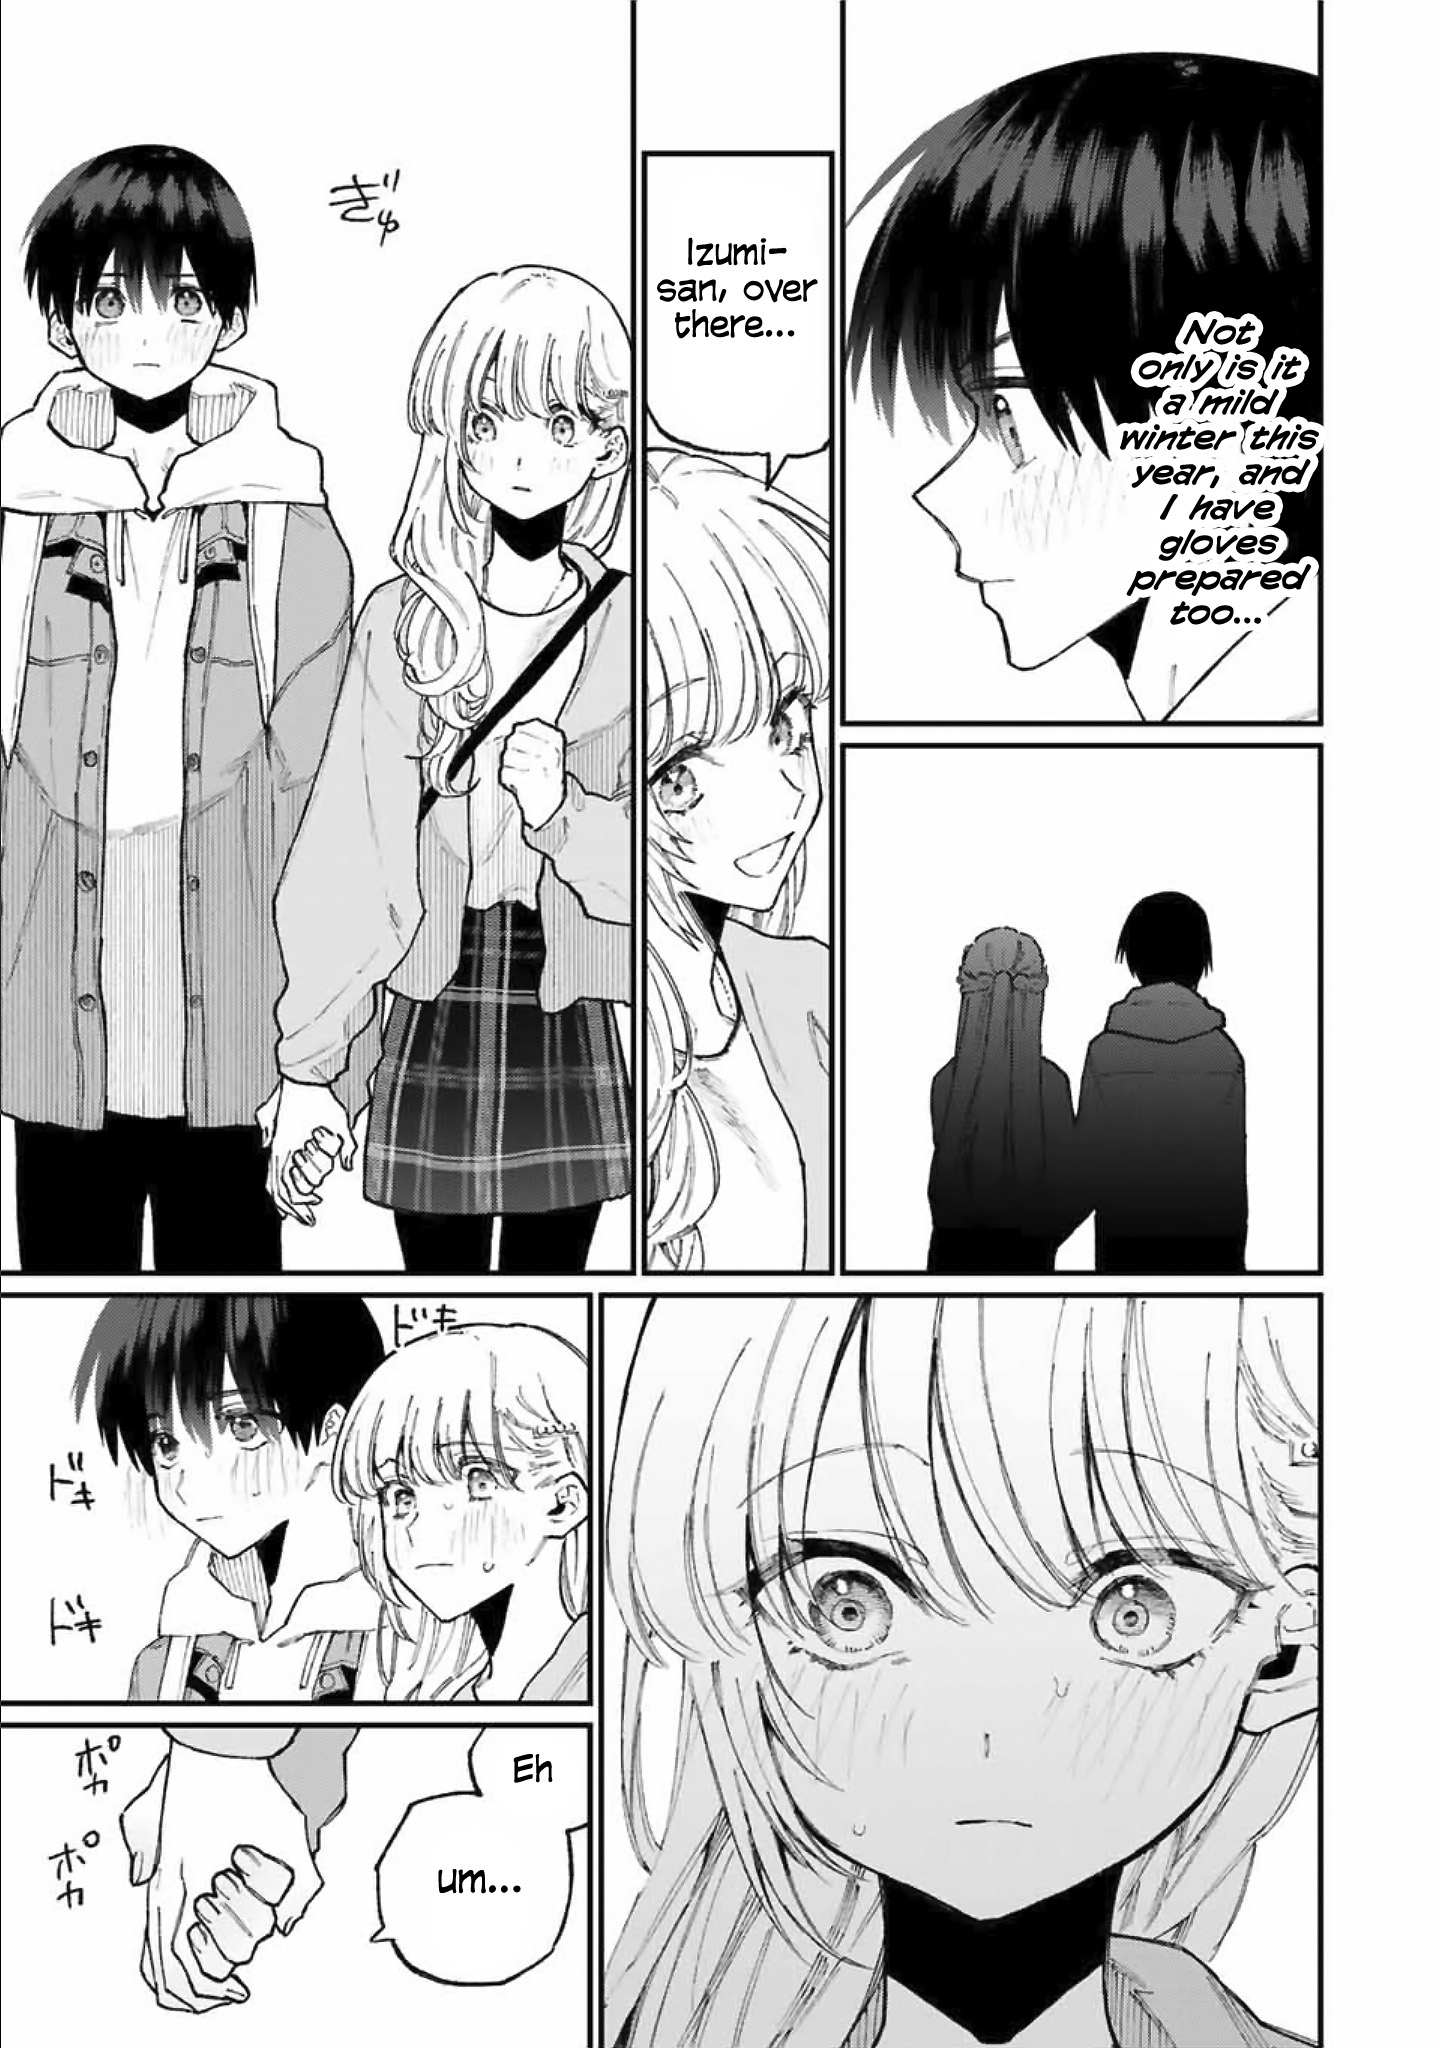 Not
only is it
a mild
winter this
year, and
I have
gloves
prepared
too...
Izumi-
san, over
there...
ぎゅ
ドキ
ドキ
ドキ
Eh
um...
ポカ
ポカ